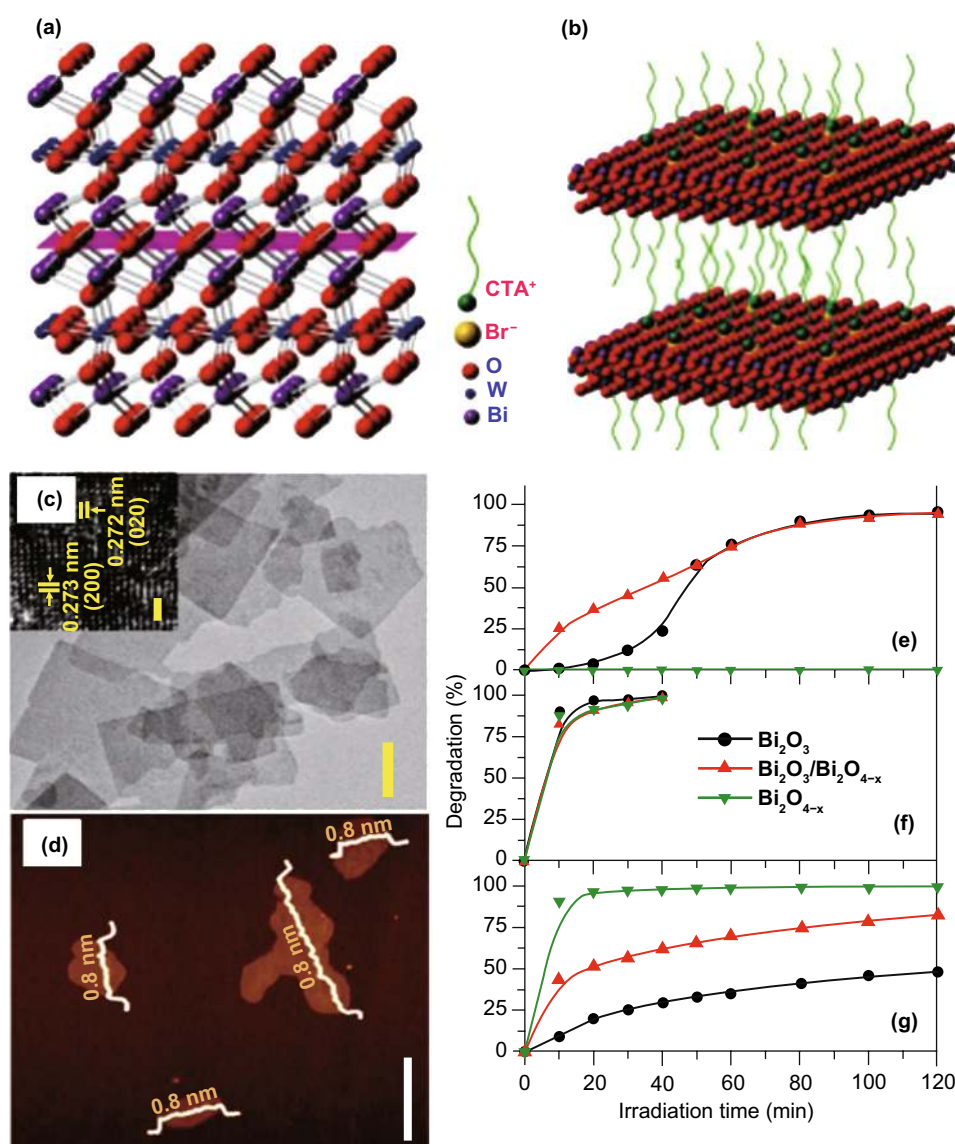 (a)
(b)
CTA⁺
Br⁻
O
W
Bi
(c)
0.272 nm
(020)
0.273 nm
(200)
(d)
0.8 nm
0.8 nm
0.8 nm
0.8 nm
Degradation (%)
100
75
50
25
0
(e)
100
75
50
25
0
Bi₂O₃
Bi₂O₃/Bi₂O₄₋ₓ
Bi₂O₄₋ₓ
(f)
100
75
50
25
0
(g)
0 20 40 60 80 100 120
Irradiation time (min)